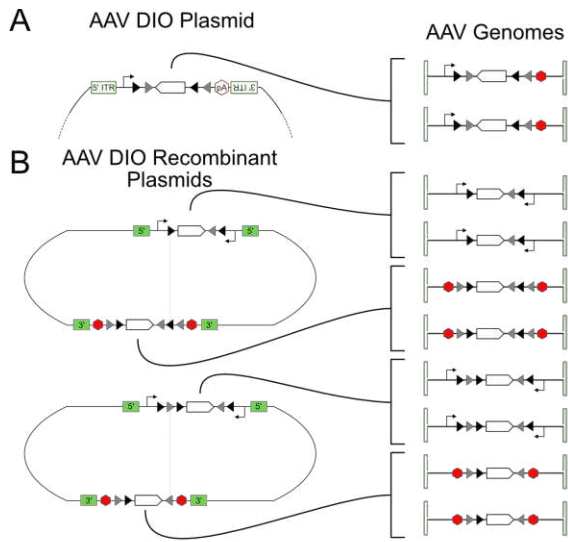 A
AAV DIO Plasmid
AAV Genomes
5' ITR
pA
3' ITR
B
AAV DIO Recombinant
Plasmids
5'
5'
3'
3'
5'
5'
3'
3'